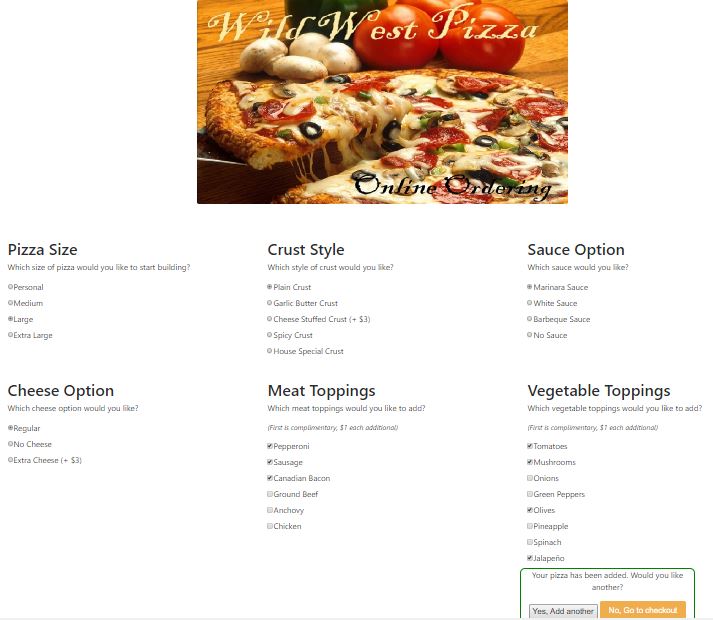 Wild West Pizza
Online Ordering
Pizza Size
Which size of pizza would you like to start building?
Personal
Medium
Large
Extra Large
Crust Style
Which style of crust would you like?
Plain Crust
Garlic Butter Crust
Cheese Stuffed Crust (+ $3)
Spicy Crust
House Special Crust
Sauce Option
Which sauce would you like?
Marinara Sauce
White Sauce
Barbeque Sauce
No Sauce
Cheese Option
Which cheese option would you like?
Regular
No Cheese
Extra Cheese (+ $3)
Meat Toppings
Which meat toppings would you like to add?
(First is complimentary, $1 each additional)
Pepperoni
Sausage
Canadian Bacon
Ground Beef
Anchovy
Chicken
Vegetable Toppings
Which vegetable toppings would you like to add?
(First is complimentary, $1 each additional)
Tomatoes
Mushrooms
Onions
Green Peppers
Olives
Pineapple
Spinach
Jalapeño
Your pizza has been added. Would you like
another?
Yes, Add another
No, Go to checkout